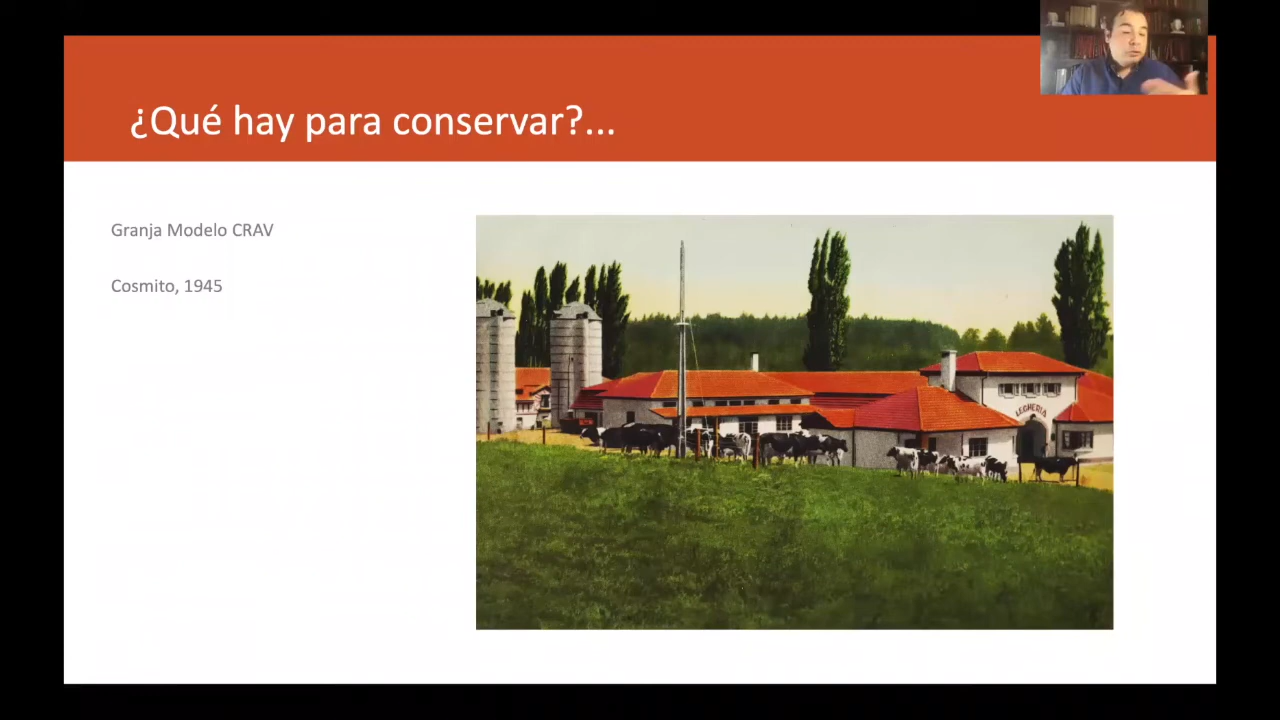 ¿Qué hay para conservar?...
Granja Modelo CRAV
Cosmito, 1945
LECHERIA